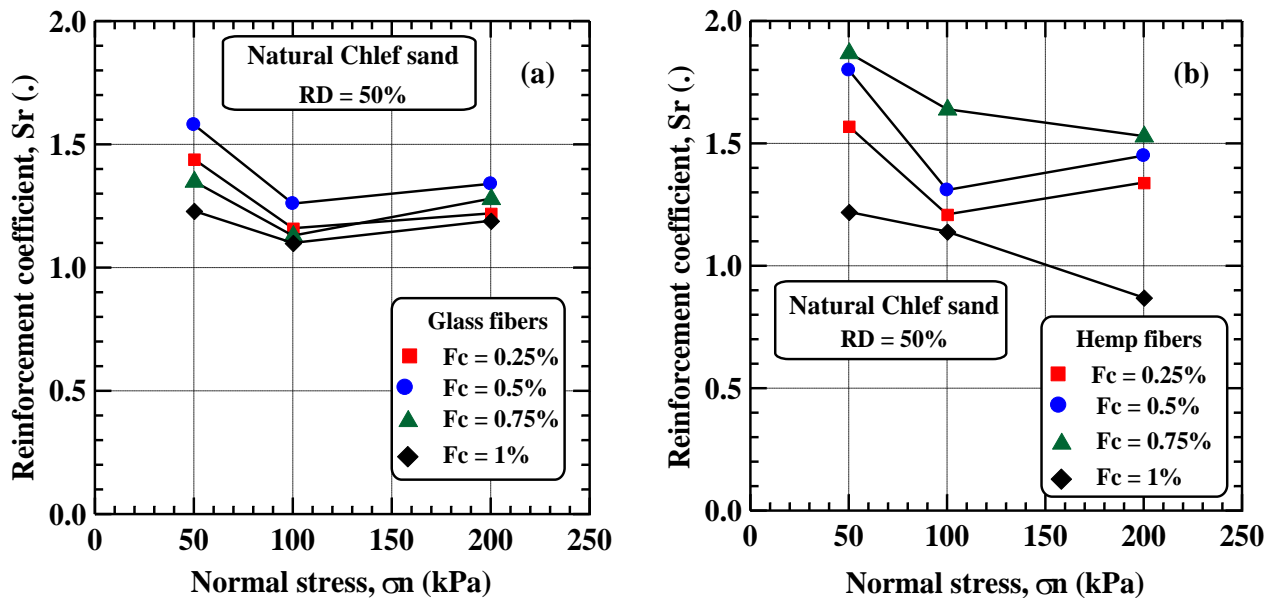 2.0
1.5
1.0
0.5
0.0
0
50
100
150
200
250
Reinforcement coefficient, Sr (.)
Normal stress, σn (kPa)
Natural Chlef sand
RD = 50%
(a)
Glass fibers
Fc = 0.25%
Fc = 0.5%
Fc = 0.75%
Fc = 1%
2.0
1.5
1.0
0.5
0.0
0
50
100
150
200
250
Reinforcement coefficient, Sr (.)
Normal stress, σn (kPa)
(b)
Natural Chlef sand
RD = 50%
Hemp fibers
Fc = 0.25%
Fc = 0.5%
Fc = 0.75%
Fc = 1%